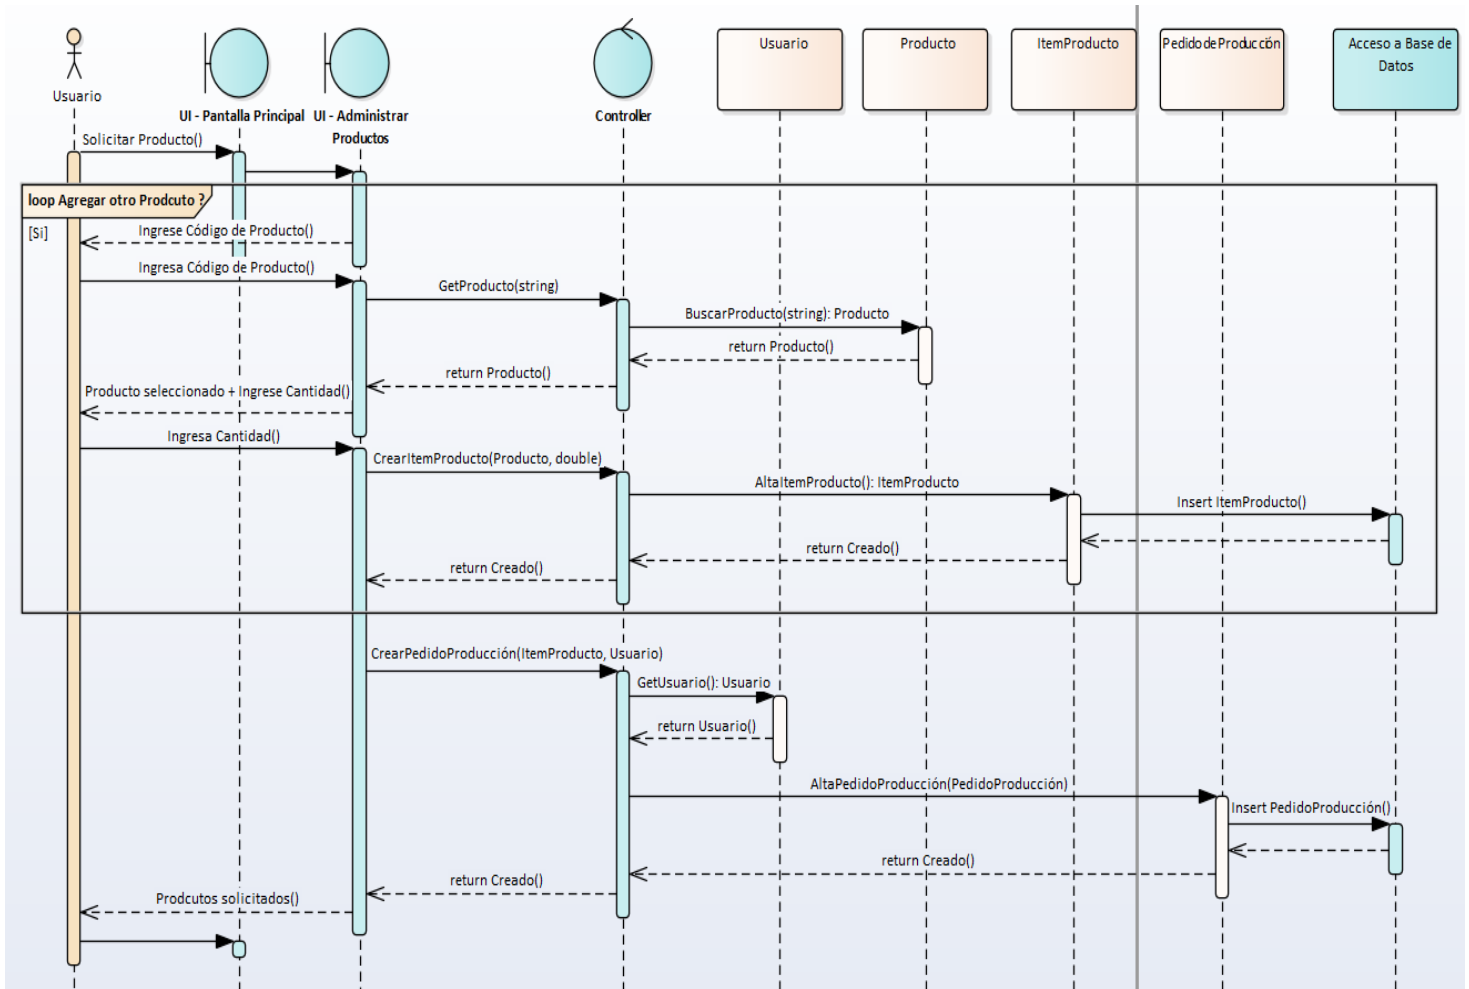 Usuario
Producto
ItemProducto
PedidodeProducción
Acceso a Base de
Datos
Usuario
UI - Pantalla Principal
UI - Administrar
Productos
Controller
Solicitar Producto()
loop Agregar otro Prodcuto ?
[Si]
Ingrese Código de Producto()
Ingresa Código de Producto()
GetProducto(string)
BuscarProducto(string): Producto
return Producto()
return Producto()
Producto seleccionado + Ingrese Cantidad()
Ingresa Cantidad()
CrearItemProducto(Producto, double)
AltaItemProducto(): ItemProducto
Insert ItemProducto()
return Creado()
return Creado()
CrearPedidoProducción(ItemProducto, Usuario)
GetUsuario(): Usuario
return Usuario()
AltaPedidoProducción(PedidoProducción)
Insert PedidoProducción()
return Creado()
return Creado()
Prodcutos solicitados()